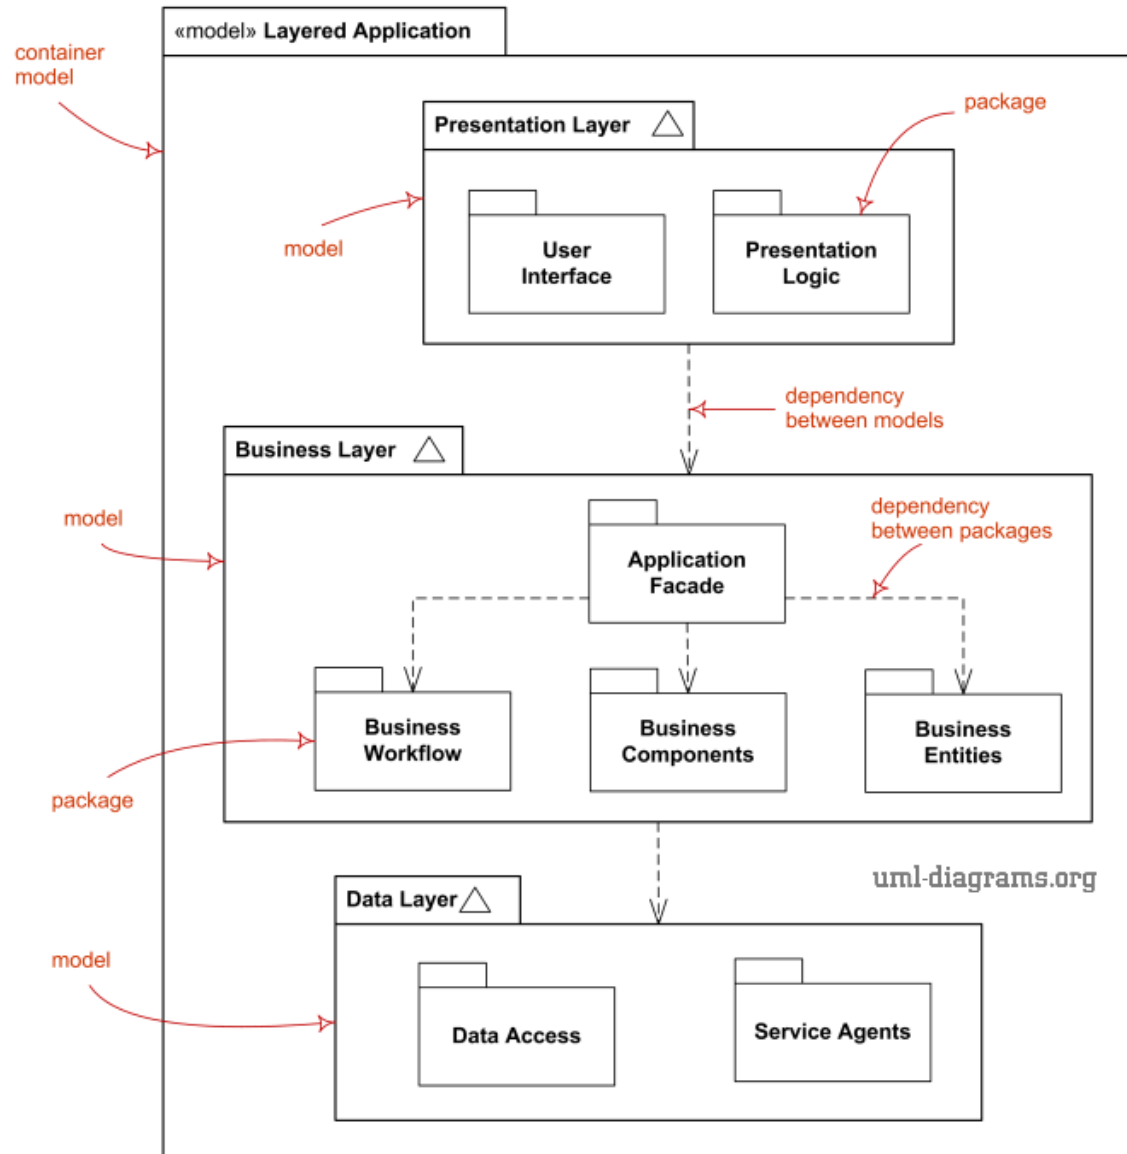 «model» Layered Application
container
model
package
Presentation Layer
User
Interface
Presentation
Logic
model
dependency
between models
Business Layer
model
dependency
between packages
Application
Facade
Business
Workflow
Business
Components
Business
Entities
package
uml-diagrams.org
Data Layer
model
Data Access
Service Agents